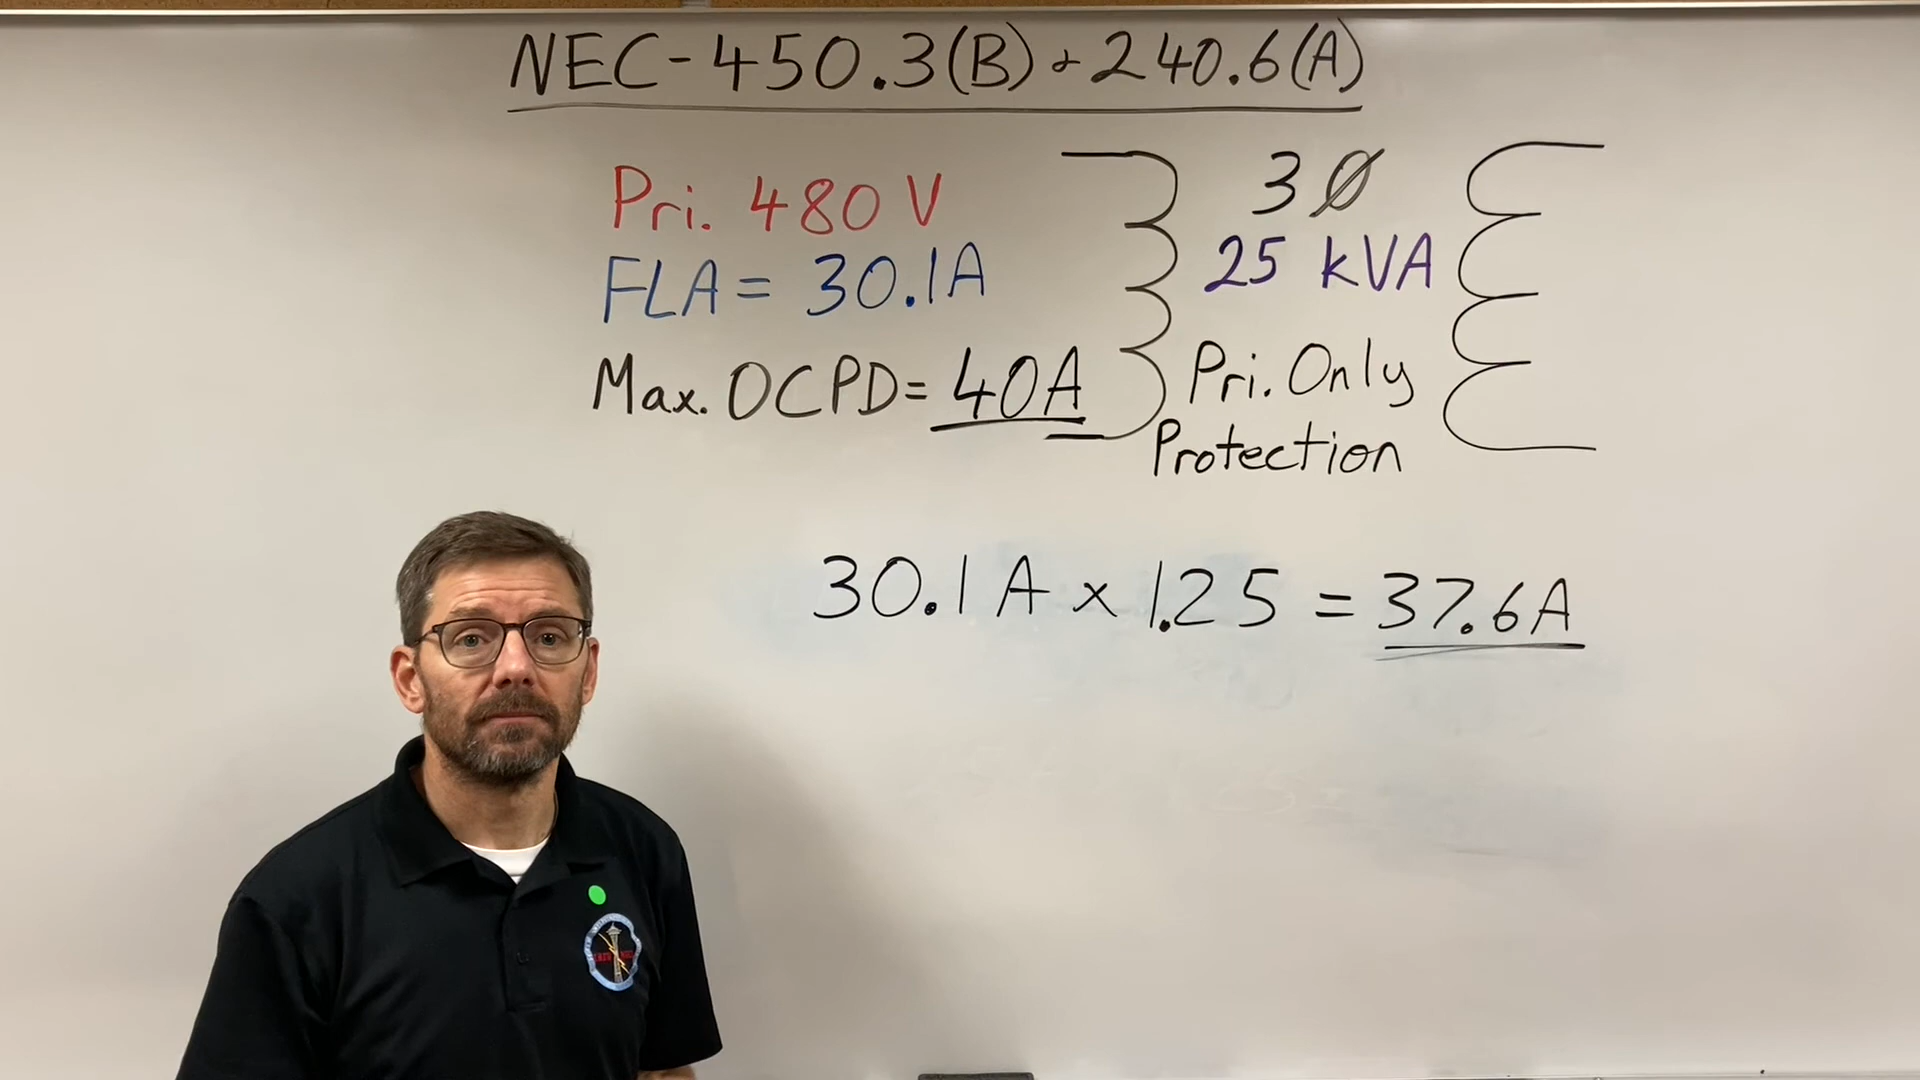 NEC-450.3(B)+240.6(A)
Pri. 480 V
FLA = 30.1A
Max. OCPD= 40A
3Ø
25 kVA
Pri. Only
Protection
30.1 A x 1.25 = 37.6A